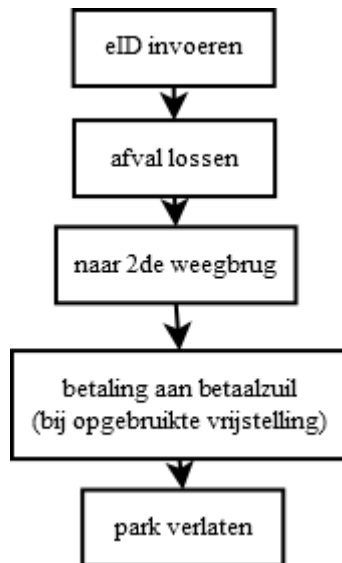 eID invoeren
afval lossen
naar 2de weegbrug
betaling aan betaalzuil
(bij opgebruikte vrijstelling)
park verlaten